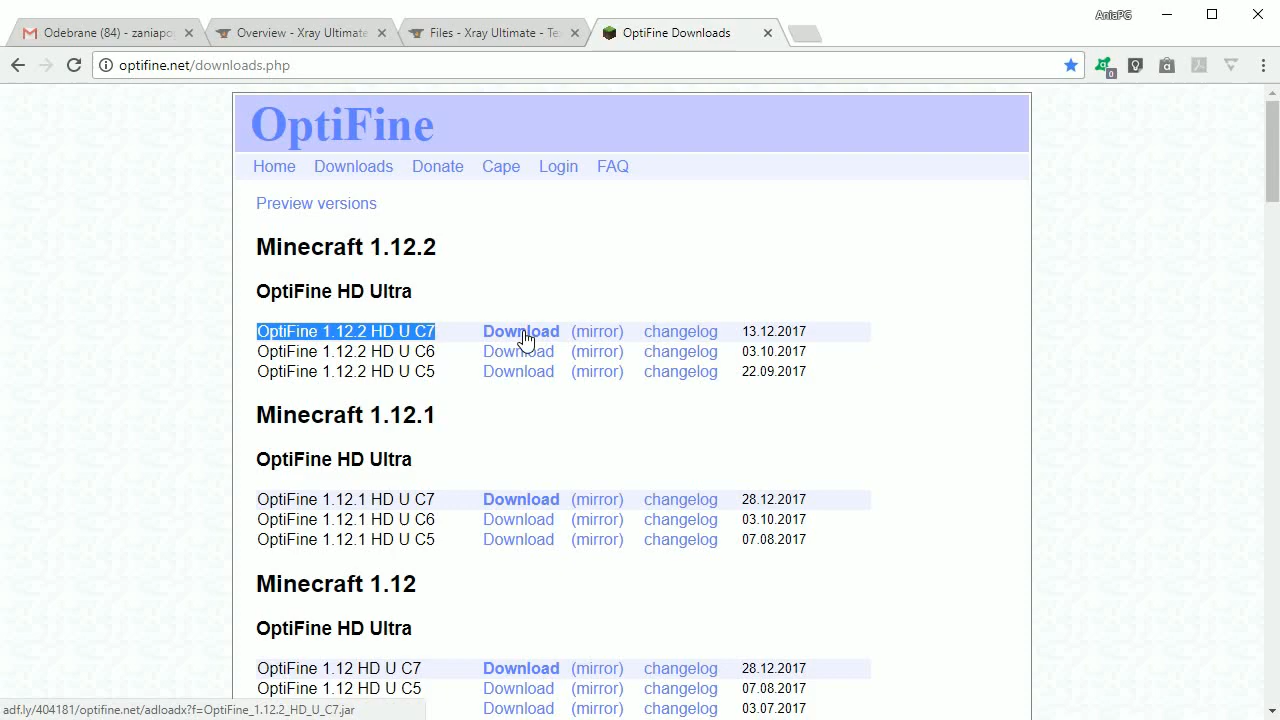 AniaPG
Odebrane (84) - zaniapo
Overview - Xray Ultimate
Files - Xray Ultimate - Te
OptiFine Downloads
optifine.net/downloads.php
0
OptiFine
Home Downloads Donate Cape Login FAQ
Preview versions
Minecraft 1.12.2
OptiFine HD Ultra
OptiFine 1.12.2 HD U C7 Download (mirror) changelog 13.12.2017
OptiFine 1.12.2 HD U C6 Download (mirror) changelog 03.10.2017
OptiFine 1.12.2 HD U C5 Download (mirror) changelog 22.09.2017
Minecraft 1.12.1
OptiFine HD Ultra
OptiFine 1.12.1 HD U C7 Download (mirror) changelog 28.12.2017
OptiFine 1.12.1 HD U C6 Download (mirror) changelog 03.10.2017
OptiFine 1.12.1 HD U C5 Download (mirror) changelog 07.08.2017
Minecraft 1.12
OptiFine HD Ultra
OptiFine 1.12 HD U C7 Download (mirror) changelog 28.12.2017
OptiFine 1.12 HD U C5 Download (mirror) changelog 07.08.2017
Download (mirror) changelog 03.07.2017
adf.ly/404181/optifine.net/adloadx?f=OptiFine_1.12.2_HD_U_C7.jar